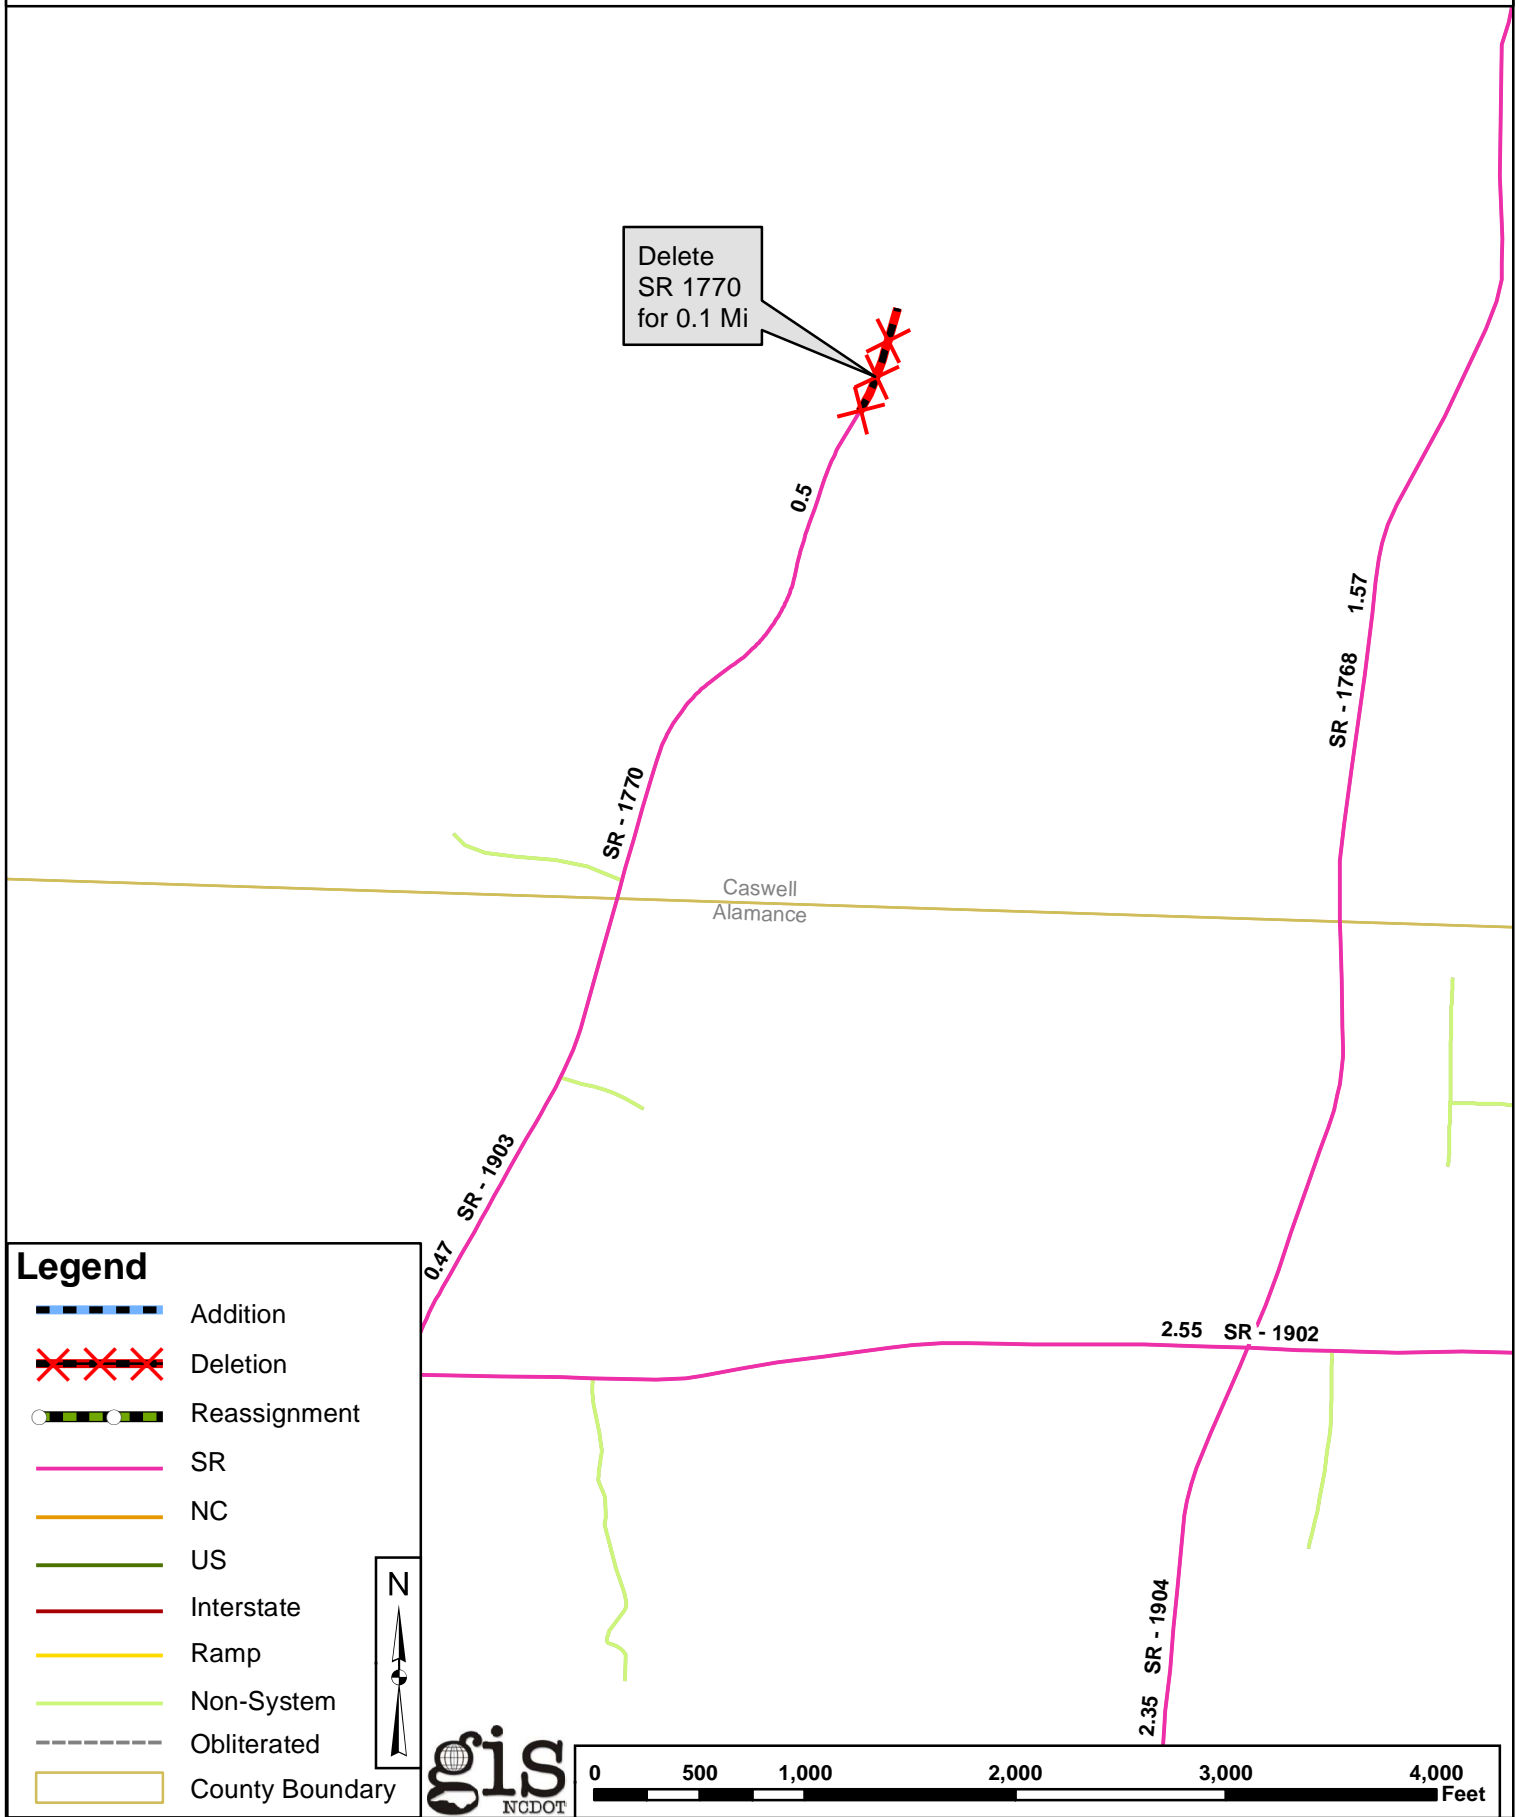 Delete
SR 1770
for 0.1 Mi
0.5
1.57
SR - 1768
SR - 1770
Caswell
Alamance
SR - 1903
0.47
2.55 SR - 1902
SR - 1904
2.35
Legend
Addition
Deletion
Reassignment
SR
NC
US
Interstate
Ramp
Non-System
Obliterated
County Boundary
N
gis
NCDOT
0 500 1,000 2,000 3,000 4,000
Feet